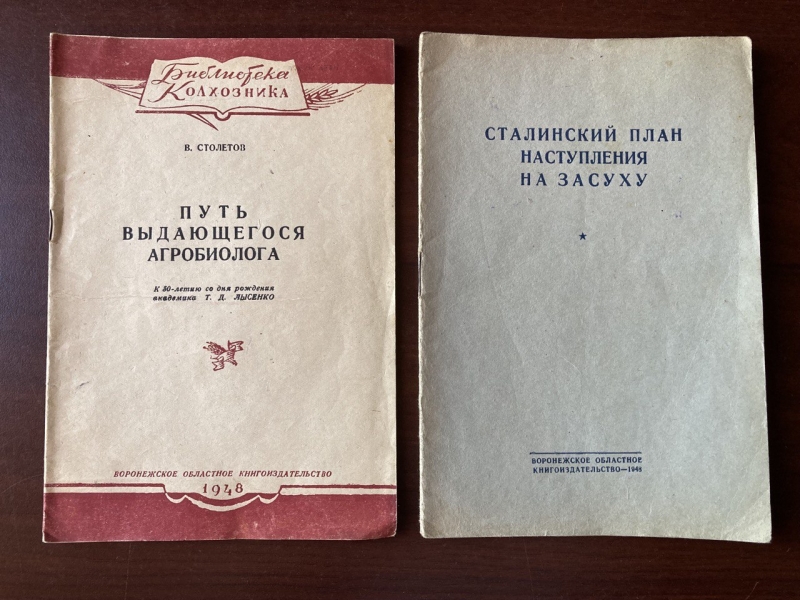 Библиотека
Колхозника
В. СТОЛЕТОВ
ПУТЬ
ВЫДАЮЩЕГОСЯ
АГРОБИОЛОГА
К 50-летию со дня рождения
академика Т. Д. ЛЫСЕНКО
ВОРОНЕЖСКОЕ ОБЛАСТНОЕ КНИГОИЗДАТЕЛЬСТВО
1948
СТАЛИНСКИЙ ПЛАН
НАСТУПЛЕНИЯ
НА ЗАСУХУ
ВОРОНЕЖСКОЕ ОБЛАСТНОЕ
КНИГОИЗДАТЕЛЬСТВО—1948